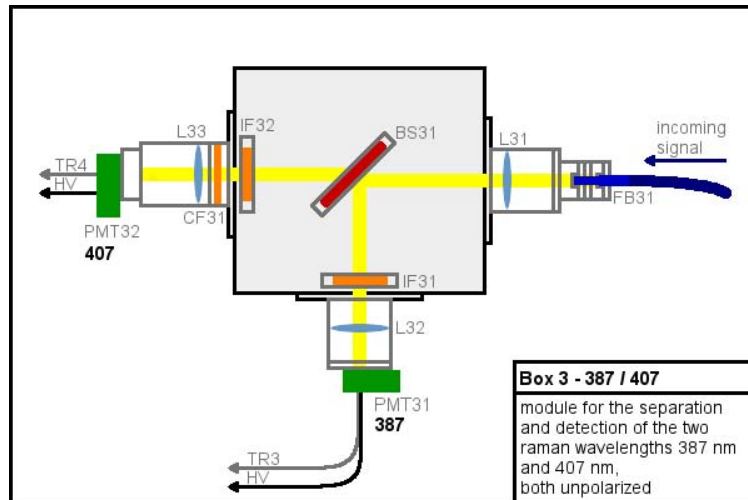 IF32
BS31
L33
L31
incoming
signal
TR4
HV
FB31
CF31
PMT32
407
IF31
L32
PMT31
387
TR3
HV
Box 3 - 387 / 407
module for the separation
and detection of the two
raman wavelengths 387 nm
and 407 nm,
both unpolarized